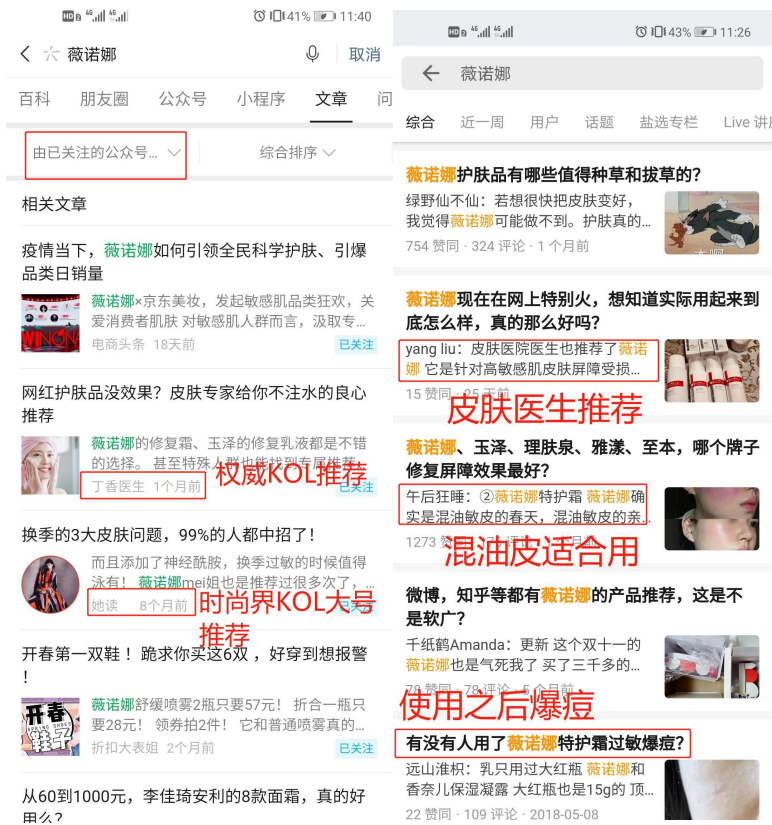 HD 2 4G 4G 41% 11:40
薇诺娜 取消
百科 朋友圈 公众号 小程序 文章 问
由已关注的公众号... 综合排序
相关文章
疫情当下，薇诺娜如何引领全民科学护肤、引爆
品类日销量
薇诺娜×京东美妆，发起敏感肌品类狂欢，关
爱消费者肌肤 对敏感肌人群而言，汲取专...
电商头条 18天前 已关注
WINONA
网红护肤品没效果？皮肤专家给你不注水的良心
推荐
薇诺娜的修复霜、玉泽的修复乳液都是不错
的选择。 甚至特殊人群也能找到专属推荐，
丁香医生 1个月前 已关注
权威KOL推荐
换季的3大皮肤问题，99%的人都中招了！
而且添加了神经酰胺，换季过敏的时候值得
泳有！ 薇诺娜mei姐也是推荐过很多次了，...
她读 8个月前 已关注
时尚界KOL大号
推荐
开春第一双鞋！ 跪求你买这6双 ，好穿到想报警
！
薇诺娜舒缓喷雾2瓶只要57元！ 折合一瓶只
要28元！ 领券拍2件！ 它和普通喷雾真的...
折扣大表姐 2个月前 已关注
开春
SPRING SHOES
鞋子
从60到1000元，李佳琦安利的8款面霜，真的好
用么？
HD 2 4G 4G 43% 11:26
薇诺娜
综合 近一周 用户 话题 盐选专栏 Live 讲座
薇诺娜护肤品有哪些值得种草和拔草的？
绿野仙不仙：若想很快把皮肤变好，
我觉得薇诺娜可能做不到。护肤真的...
754 赞同 · 324 评论 · 1 个月前
薇诺娜现在在网上特别火，想知道实际用起来到
底怎么样，真的那么好吗？
yang liu：皮肤医院医生也推荐了薇诺
娜 它是针对高敏感肌皮肤屏障受损...
15 赞同 · 25 天前
皮肤医生推荐
薇诺娜、玉泽、理肤泉、雅漾、至本，哪个牌子
修复屏障效果最好？
午后狂睡：②薇诺娜特护霜 薇诺娜确
实是混油敏皮的春天，混油敏皮的亲...
1273 赞同
混油皮适合用
微博，知乎等都有薇诺娜的产品推荐，这是不
是软广？
千纸鹤Amanda：更新 这个双十一的
薇诺娜也是气死我了 买了三千多的...
78 赞同 · 78 评论 · 5 个月前
使用之后爆痘
有没有人用了薇诺娜特护霜过敏爆痘？
远山淮枳：乳只用过大红瓶 薇诺娜和
香奈儿保湿凝露 大红瓶也是15g的 顶...
22 赞同 · 109 评论 · 2018-05-08